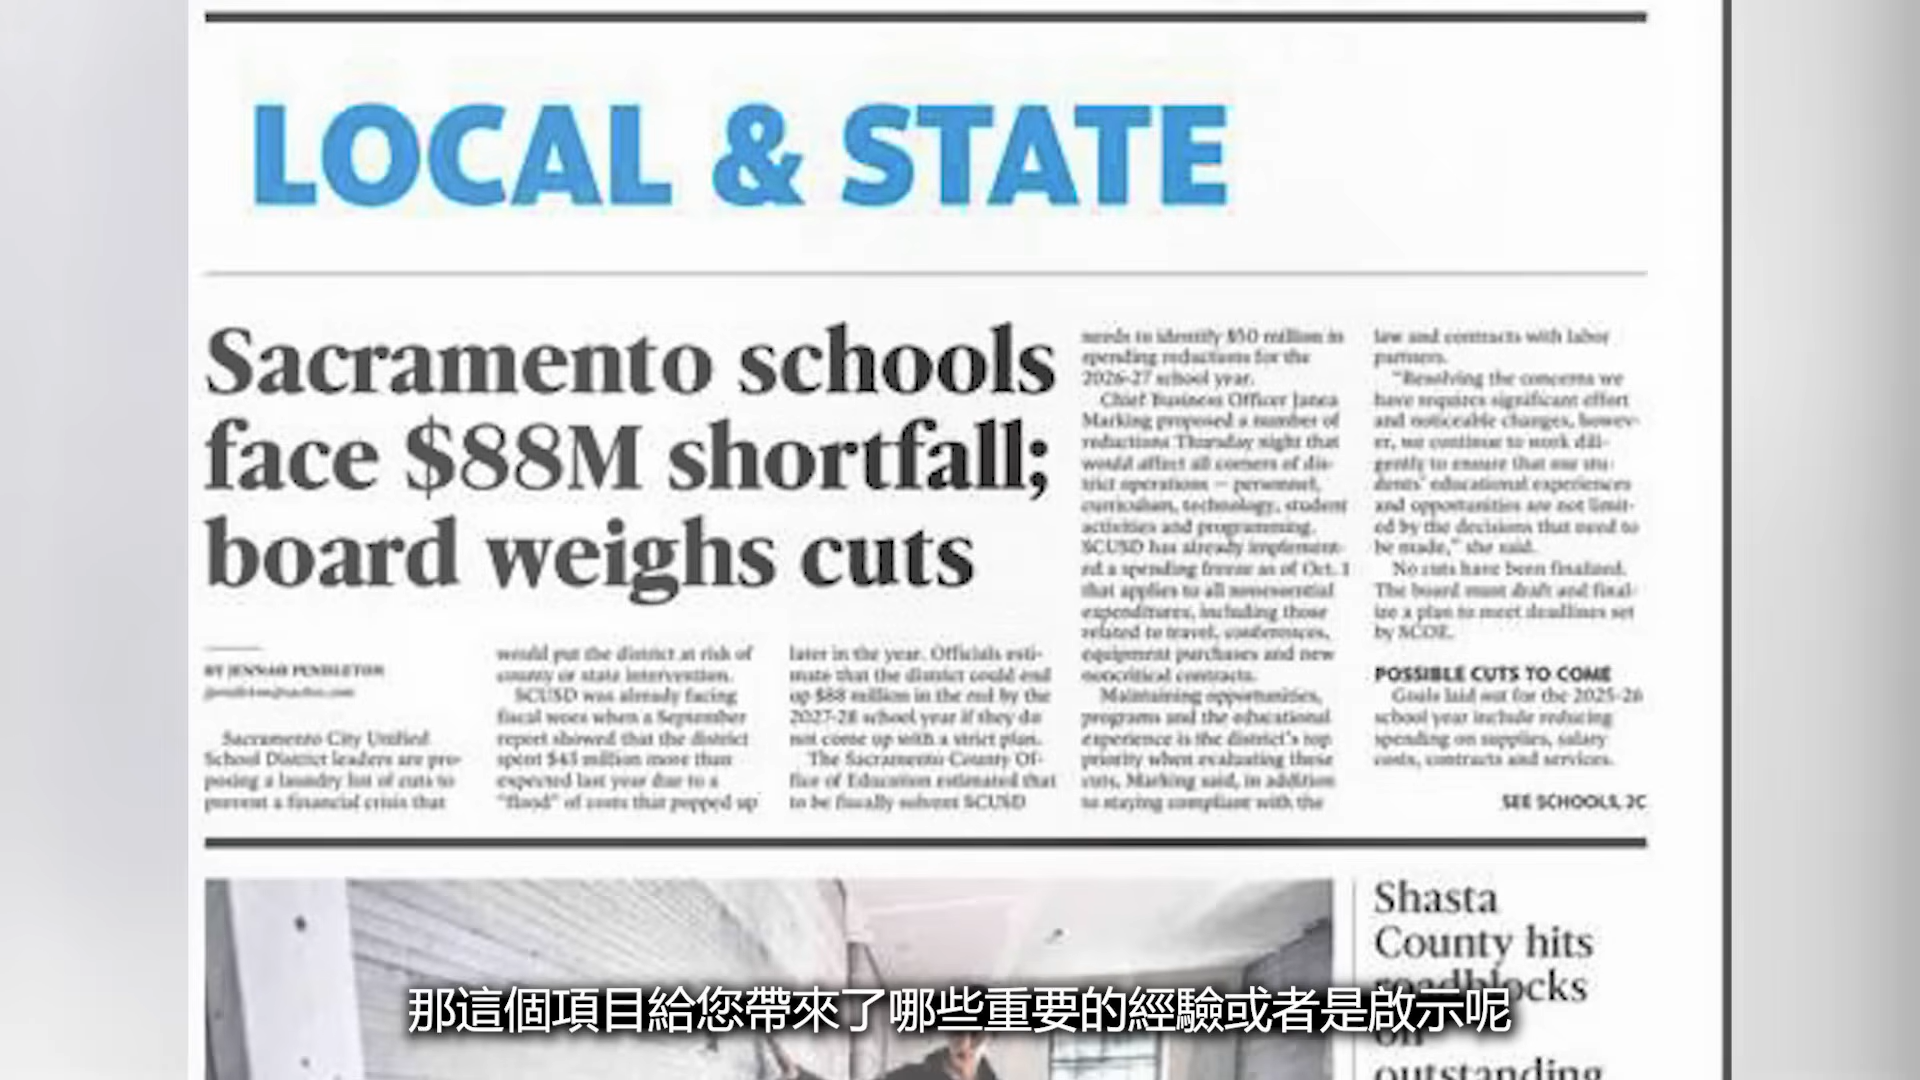 LOCAL & STATE
Sacramento schools
face $88M shortfall;
board weighs cuts
BY JENNAH PENDLETON
jpendleton@sacbee.com
Sacramento City Unified
School District leaders are pro-
posing a laundry list of cuts to
prevent a financial crisis that
would put the district at risk of
county or state intervention.
SCUSD was already facing
fiscal woes when a September
report showed that the district
spent $43 million more than
expected last year due to a
"flood" of costs that popped up
later in the year. Officials esti-
mate that the district could end
up $88 million in the red by the
2027-28 school year if they do
not come up with a strict plan.
The Sacramento County Of-
fice of Education estimated that
to be fiscally solvent SCUSD
needs to identify $50 million in
spending reductions for the
2026-27 school year.
Chief Business Officer Janea
Marking proposed a number of
reductions Thursday night that
would affect all corners of dis-
trict operations — personnel,
curriculum, technology, student
activities and programming.
SCUSD has already implement-
ed a spending freeze as of Oct. 1
that applies to all nonessential
expenditures, including those
related to travel, conferences,
equipment purchases and new
noncritical contracts.
Maintaining opportunities,
programs and the educational
experience is the district's top
priority when evaluating these
cuts, Marking said, in addition
to staying compliant with the
law and contracts with labor
partners.
"Resolving the concerns we
have requires significant effort
and noticeable changes, howev-
er, we continue to work dili-
gently to ensure that our stu-
dents' educational experiences
and opportunities are not limit-
ed by the decisions that need to
be made," she said.
No cuts have been finalized.
The board must draft and final-
ize a plan to meet deadlines set
by SCOE.
POSSIBLE CUTS TO COME
Goals laid out for the 2025-26
school year include reducing
spending on supplies, salary
costs, contracts and services.
SEE SCHOOLS, 2C
Shasta
County hits
roadblocks
on
outstanding
那這個項目給您帶來了哪些重要的經驗或者是啟示呢